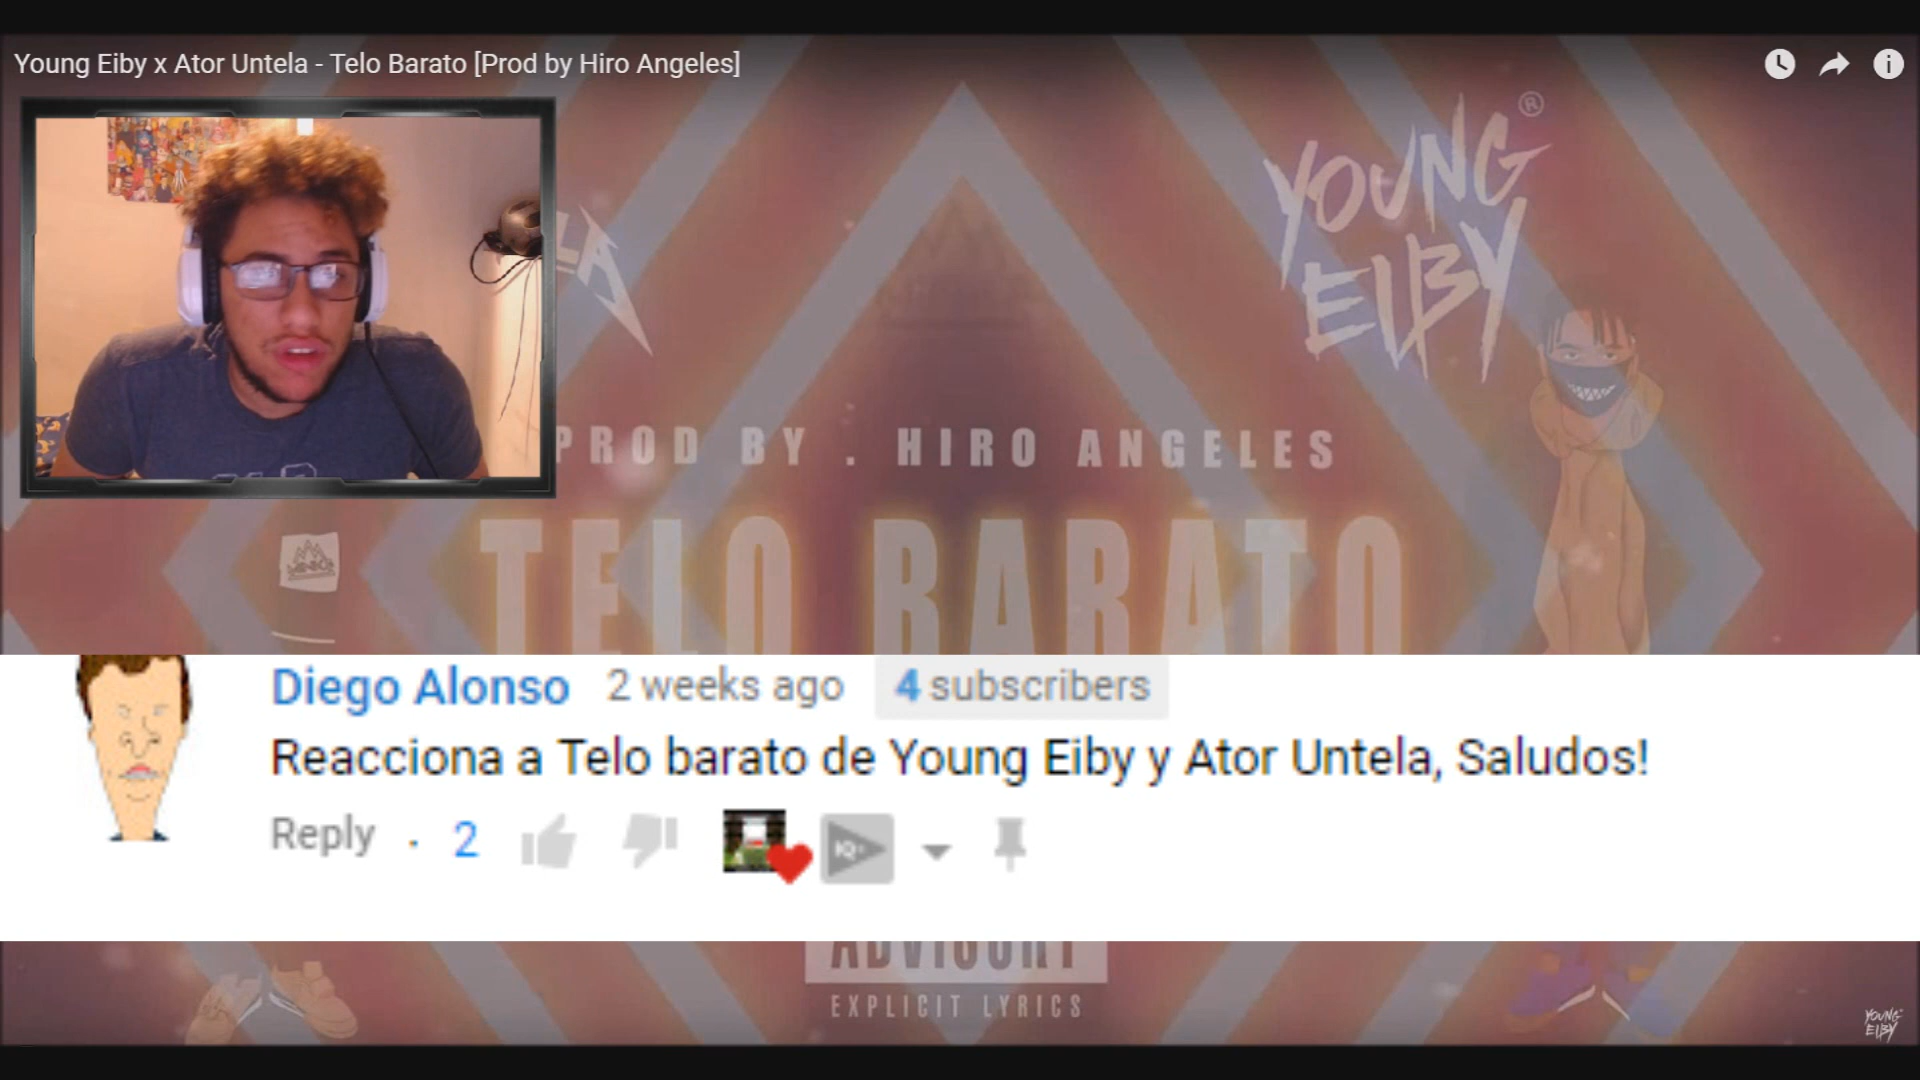 Young Eiby x Ator Untela - Telo Barato [Prod by Hiro Angeles]
YOUNG
EIBY
®
LA
PROD BY . HIRO ANGELES
TELO BARATO
Diego Alonso 2 weeks ago 4 subscribers
Reacciona a Telo barato de Young Eiby y Ator Untela, Saludos!
Reply · 2
IQ
ADVISORY
EXPLICIT LYRICS
YOUNG
EIBY